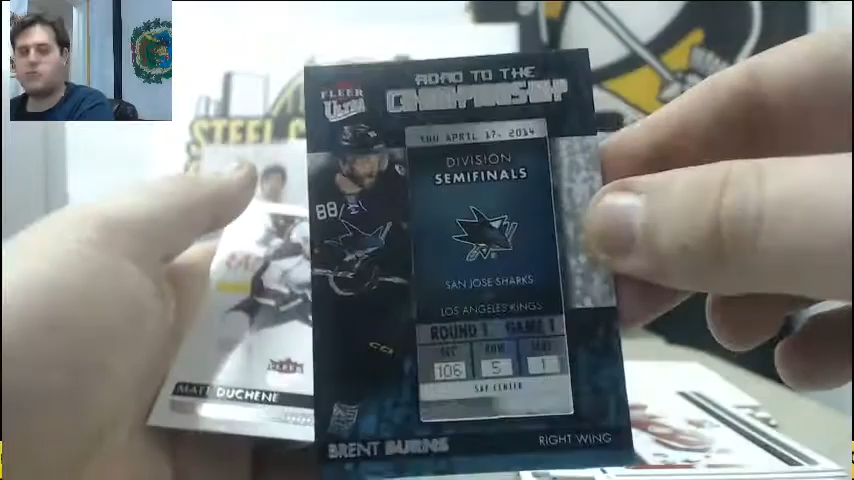 STEEL C
FLEER
ULTRA
ROAD TO THE
CHAMPIONSHIP
THU APRIL 17, 2014
DIVISION
SEMIFINALS
88
SAN JOSE SHARKS
LOS ANGELES KINGS
ROUND 1 GAME 1
SEC ROW SEAT
106 5 1
SAP CENTER
BRENT BURNS
RIGHT WING
FLEER
MATT DUCHENE